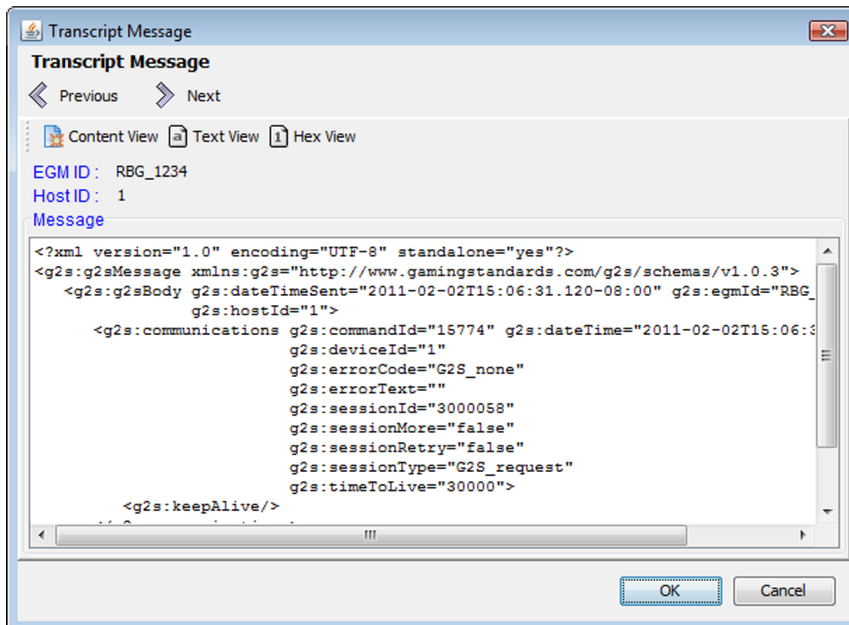 Transcript Message
Transcript Message
Previous Next
Content View Text View Hex View
EGM ID : RBG_1234
Host ID : 1
Message
<?xml version="1.0" encoding="UTF-8" standalone="yes"?>
<g2s:g2sMessage xmlns:g2s="http://www.gamingstandards.com/g2s/schemas/v1.0.3">
<g2s:g2sBody g2s:dateTimeSent="2011-02-02T15:06:31.120-08:00" g2s:egmId="RBG_
g2s:hostId="1">
<g2s:communications g2s:commandId="15774" g2s:dateTime="2011-02-02T15:06:3
g2s:deviceId="1"
g2s:errorCode="G2S_none"
g2s:errorText=""
g2s:sessionId="3000058"
g2s:sessionMore="false"
g2s:sessionRetry="false"
g2s:sessionType="G2S_request"
g2s:timeToLive="30000">
<g2s:keepAlive/>
OK Cancel